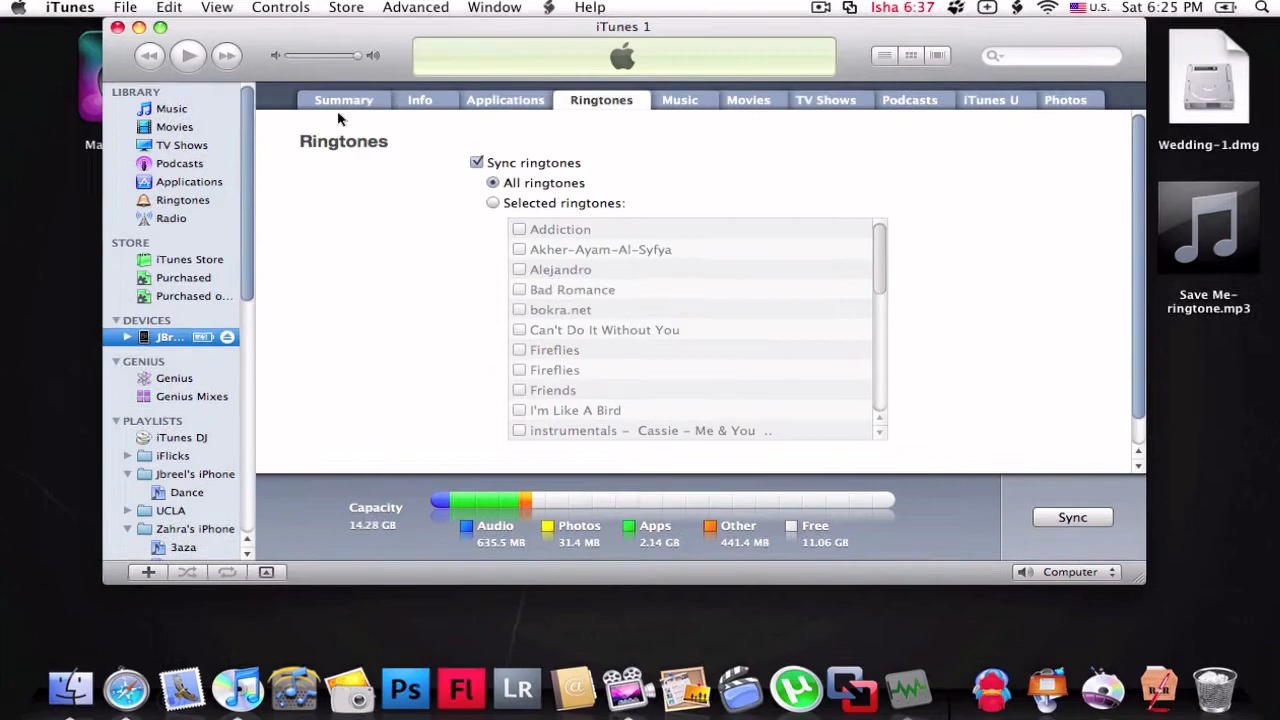 iTunes File Edit View Controls Store Advanced Window Help Isha 6:37 U.S. Sat 6:25 PM
iTunes 1
LIBRARY
Music
Movies
TV Shows
Podcasts
Applications
Ringtones
Radio
STORE
iTunes Store
Purchased
Purchased o...
DEVICES
JBr...
GENIUS
Genius
Genius Mixes
PLAYLISTS
iTunes DJ
iFlicks
Jbreel's iPhone
Dance
UCLA
Zahra's iPhone
3aza
Summary Info Applications Ringtones Music Movies TV Shows Podcasts iTunes U Photos
Ringtones
Sync ringtones
All ringtones
Selected ringtones:
Addiction
Akher-Ayam-Al-Syfya
Alejandro
Bad Romance
bokra.net
Can't Do It Without You
Fireflies
Fireflies
Friends
I'm Like A Bird
instrumentals - Cassie - Me & You ..
Capacity
14.28 GB
Audio
635.5 MB
Photos
31.4 MB
Apps
2.14 GB
Other
441.4 MB
Free
11.06 GB
Sync
Computer
Wedding-1.dmg
Save Me-
ringtone.mp3
Ma
Ps Fl Lr